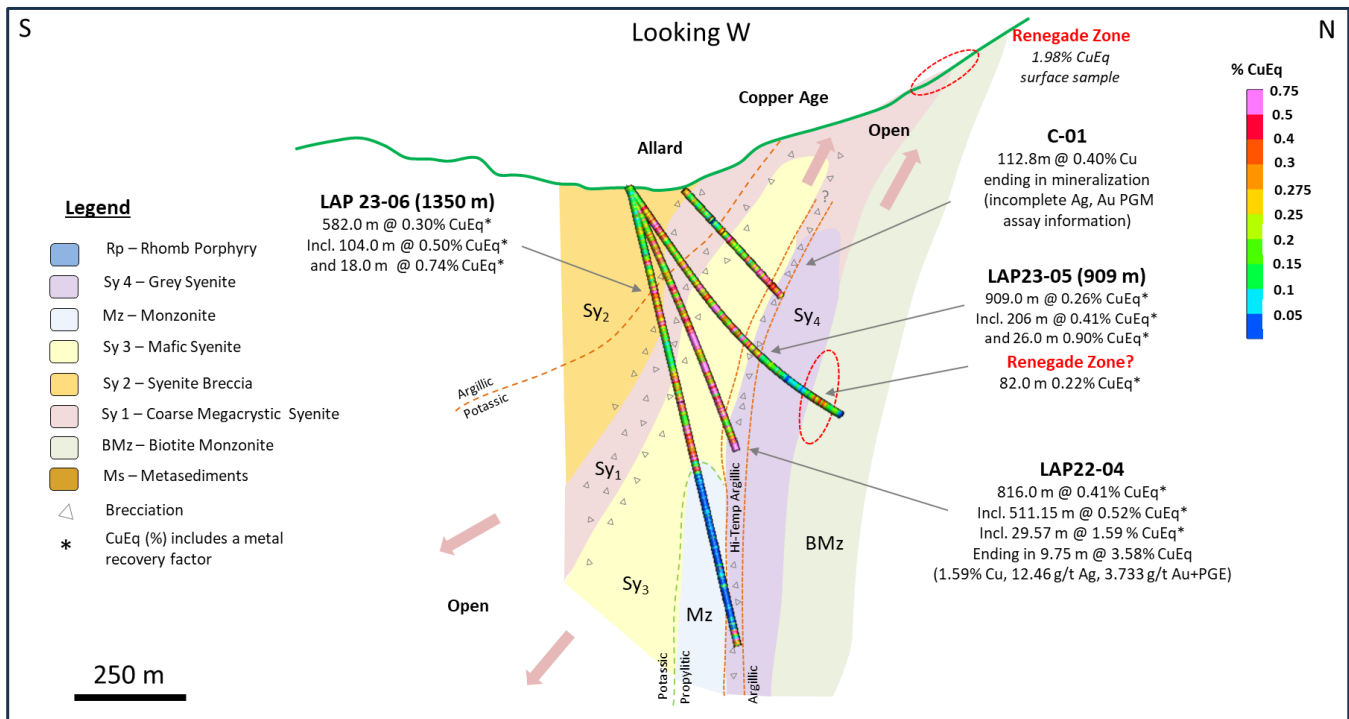 S
Looking W
N
Renegade Zone
1.98% CuEq
surface sample
% CuEq
0.75
0.5
0.4
0.3
0.275
0.25
0.2
0.15
0.1
0.05
Copper Age
Allard
Open
C-01
112.8m @ 0.40% Cu
ending in mineralization
(incomplete Ag, Au PGM
assay information)
LAP 23-06 (1350 m)
582.0 m @ 0.30% CuEq*
Incl. 104.0 m @ 0.50% CuEq*
and 18.0 m @ 0.74% CuEq*
Legend
Rp – Rhomb Porphyry
Sy 4 – Grey Syenite
Mz – Monzonite
Sy 3 – Mafic Syenite
Sy 2 – Syenite Breccia
Sy 1 – Coarse Megacrystic Syenite
BMz – Biotite Monzonite
Ms – Metasediments
Brecciation
* CuEq (%) includes a metal
recovery factor
?
LAP23-05 (909 m)
909.0 m @ 0.26% CuEq*
Incl. 206 m @ 0.41% CuEq*
and 26.0 m 0.90% CuEq*
Renegade Zone?
82.0 m 0.22% CuEq*
Sy2
Sy4
Argillic
Potassic
Sy1
Hi-Temp Argillic
BMz
LAP22-04
816.0 m @ 0.41% CuEq*
Incl. 511.15 m @ 0.52% CuEq*
Incl. 29.57 m @ 1.59 % CuEq*
Ending in 9.75 m @ 3.58% CuEq
(1.59% Cu, 12.46 g/t Ag, 3.733 g/t Au+PGE)
Sy3
Mz
Open
Potassic
Propylitic
Argillic
250 m